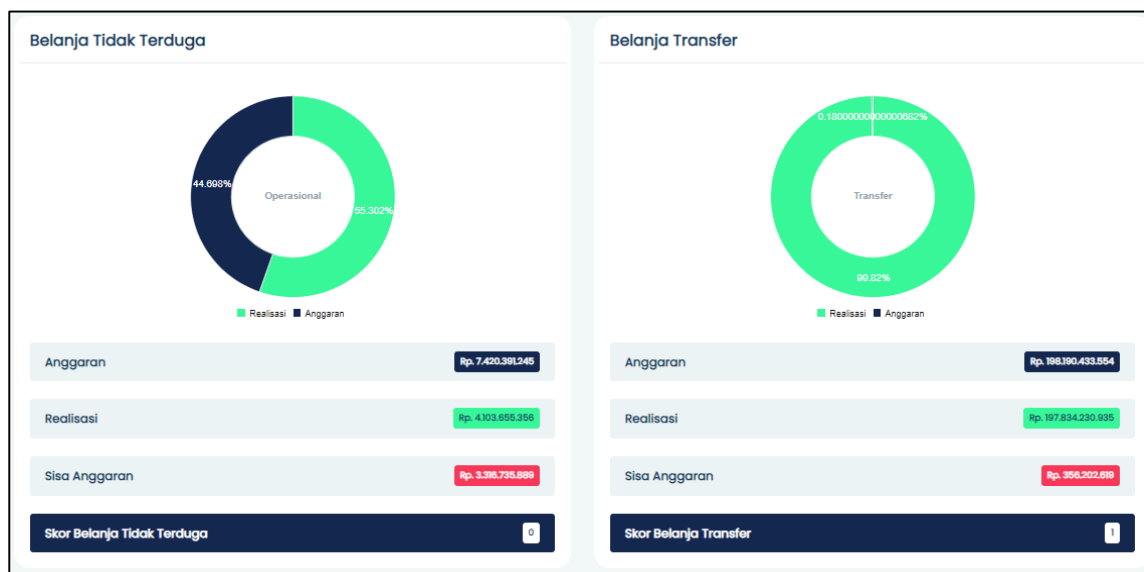 Belanja Tidak Terduga
44.698%
Operasional
55.302%
Realisasi Anggaran
Anggaran Rp. 7.420.391.245
Realisasi Rp. 4.103.655.356
Sisa Anggaran Rp. 3.316.735.889
Skor Belanja Tidak Terduga 0
Belanja Transfer
0.18000000000000682%
Transfer
99.82%
Realisasi Anggaran
Anggaran Rp. 198.190.433.554
Realisasi Rp. 197.834.230.935
Sisa Anggaran Rp. 356.202.619
Skor Belanja Transfer 1